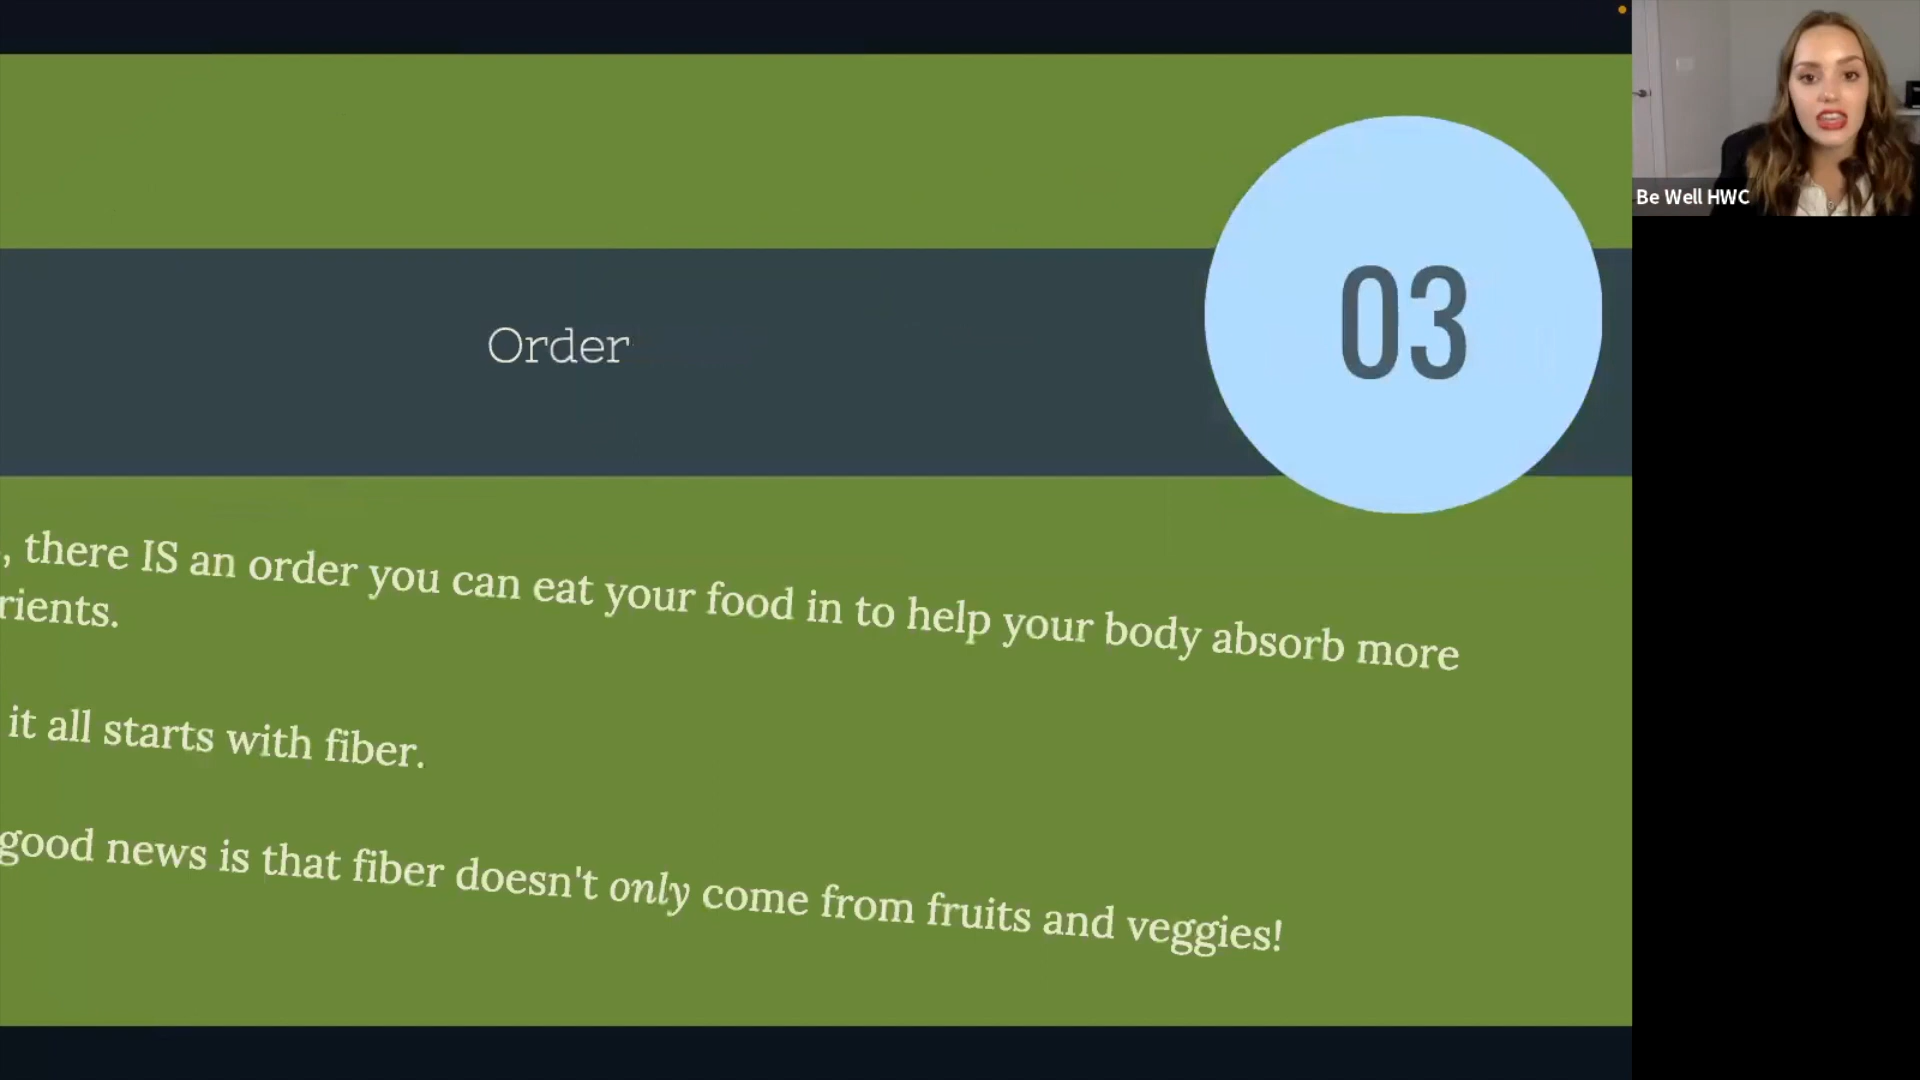 Order
03
, there IS an order you can eat your food in to help your body absorb more
rients.
it all starts with fiber.
good news is that fiber doesn't only come from fruits and veggies!
Be Well HWC